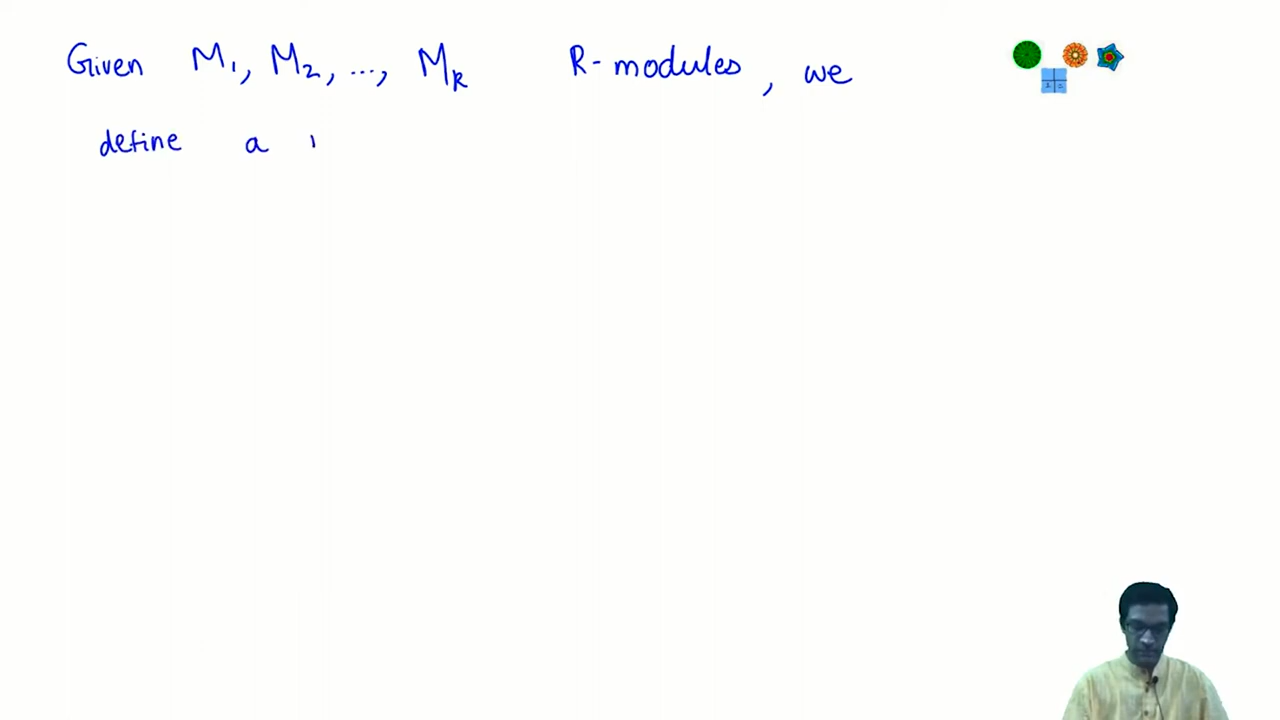 Given M₁, M₂, ..., Mₖ R-modules, we
define a